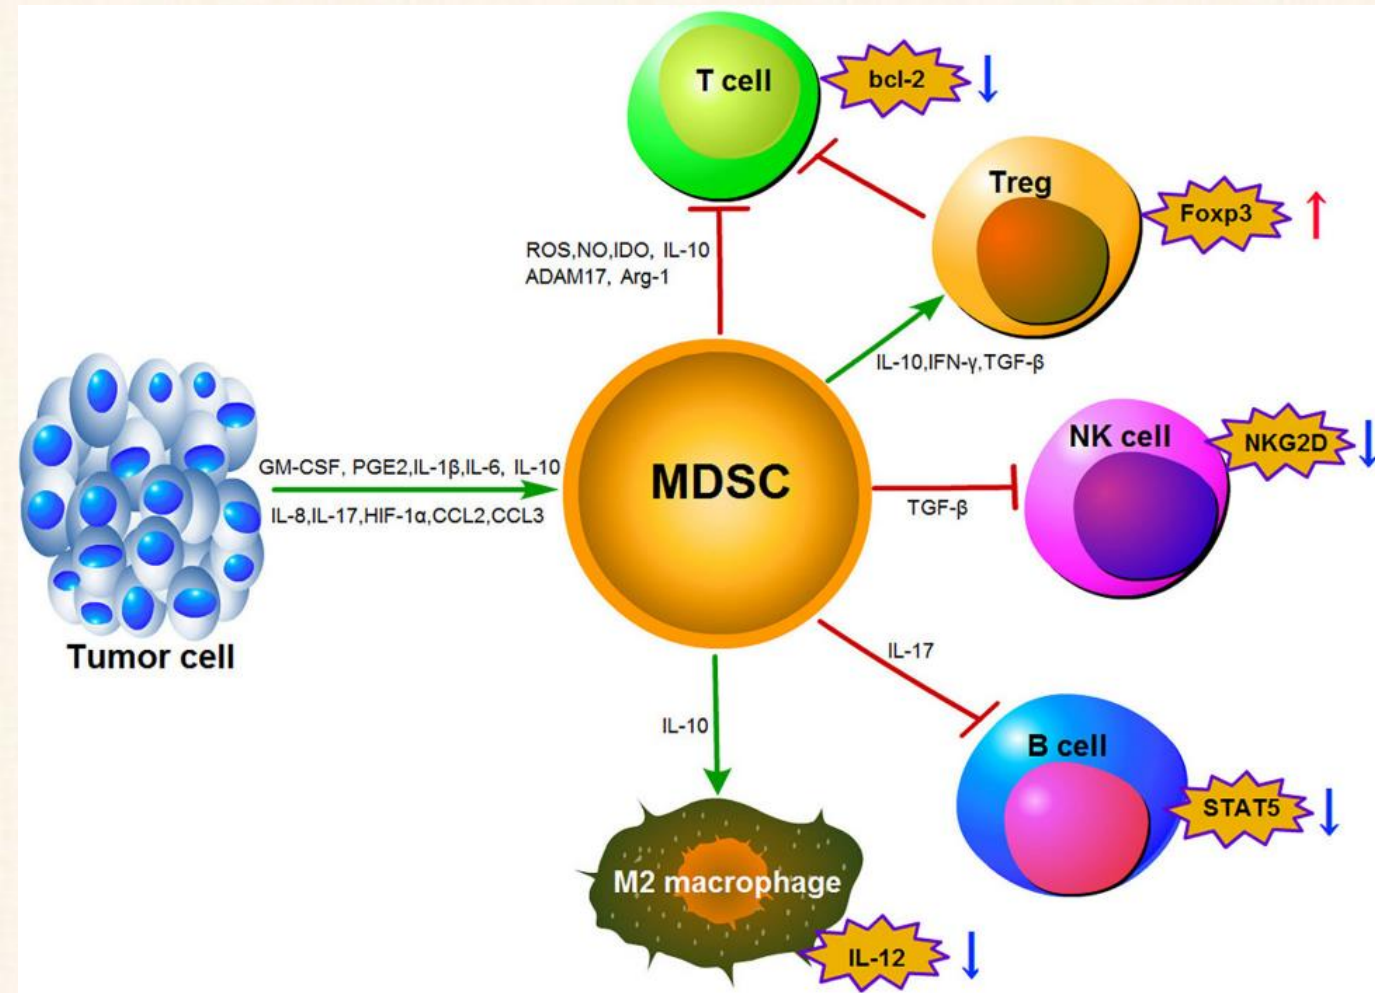 T cell
bcl-2
Treg
Foxp3
ROS,NO,IDO, IL-10
ADAM17, Arg-1
IL-10,IFN-γ,TGF-β
NK cell
NKG2D
GM-CSF, PGE2,IL-1β,IL-6, IL-10
IL-8,IL-17,HIF-1α,CCL2,CCL3
MDSC
TGF-β
Tumor cell
IL-17
IL-10
B cell
STAT5
M2 macrophage
IL-12